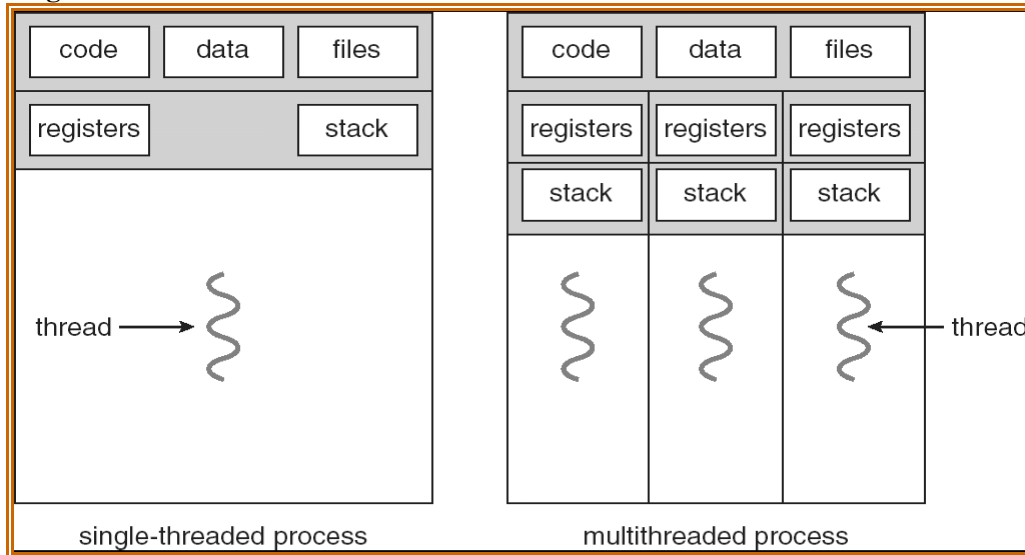 code data files code data files
registers stack registers registers registers
stack stack stack
thread thread
single-threaded process multithreaded process